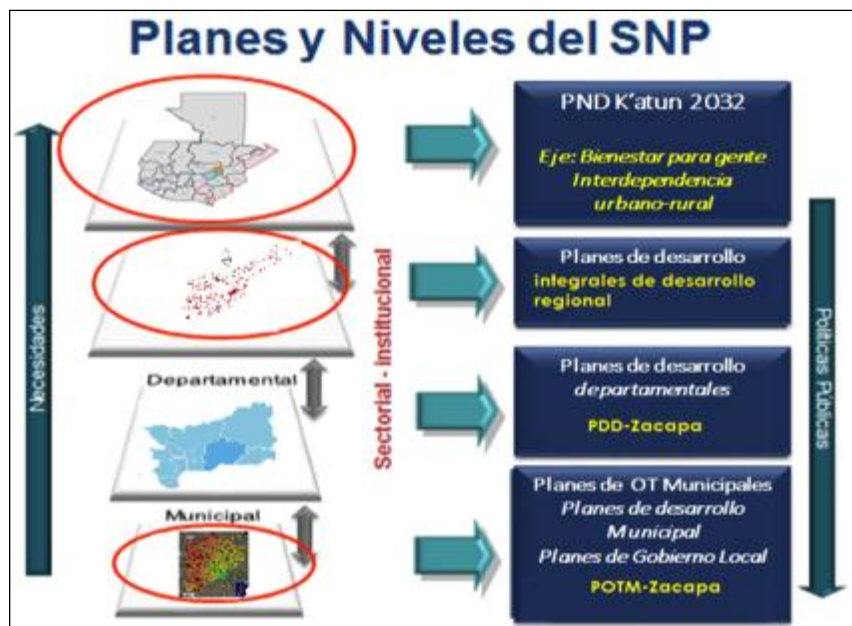 Planes y Niveles del SNP
Necesidades
Departamental
Municipal
Sectorial - institucional
PND K'atun 2032
Eje: Bienestar para gente
Interdependencia
urbano-rural
Planes de desarrollo
integrales de desarrollo
regional
Planes de desarrollo
departamentales
PDD-Zacapa
Planes de OT Municipales
Planes de desarrollo
Municipal
Planes de Gobierno Local
POTM-Zacapa
Políticas Públicas